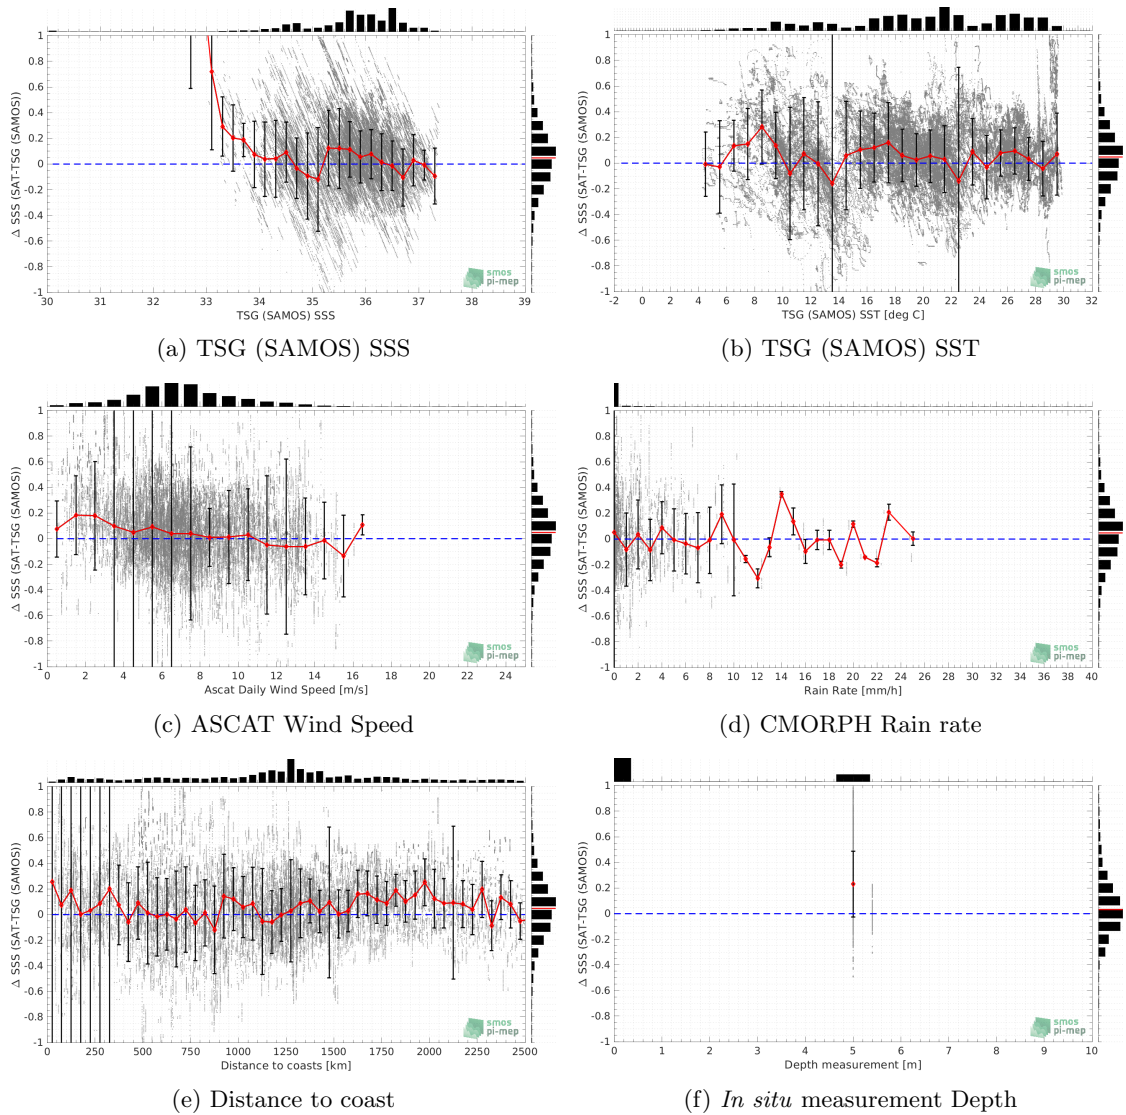 1
0.8
0.6
0.4
0.2
0
-0.2
-0.4
-0.6
-0.8
-1
Δ SSS (SAT-TSG (SAMOS))
30 31 32 33 34 35 36 37 38 39
TSG (SAMOS) SSS
smos
pi-mep
(a) TSG (SAMOS) SSS
1
0.8
0.6
0.4
0.2
0
-0.2
-0.4
-0.6
-0.8
-1
Δ SSS (SAT-TSG (SAMOS))
-2 0 2 4 6 8 10 12 14 16 18 20 22 24 26 28 30 32
TSG (SAMOS) SST [deg C]
smos
pi-mep
(b) TSG (SAMOS) SST
1
0.8
0.6
0.4
0.2
0
-0.2
-0.4
-0.6
-0.8
-1
Δ SSS (SAT-TSG (SAMOS))
0 2 4 6 8 10 12 14 16 18 20 22 24
Ascat Daily Wind Speed [m/s]
smos
pi-mep
(c) ASCAT Wind Speed
1
0.8
0.6
0.4
0.2
0
-0.2
-0.4
-0.6
-0.8
-1
Δ SSS (SAT-TSG (SAMOS))
0 2 4 6 8 10 12 14 16 18 20 22 24 26 28 30 32 34 36 38 40
Rain Rate [mm/h]
smos
pi-mep
(d) CMORPH Rain rate
1
0.8
0.6
0.4
0.2
0
-0.2
-0.4
-0.6
-0.8
-1
Δ SSS (SAT-TSG (SAMOS))
0 250 500 750 1000 1250 1500 1750 2000 2250 2500
Distance to coasts [km]
smos
pi-mep
(e) Distance to coast
1
0.8
0.6
0.4
0.2
0
-0.2
-0.4
-0.6
-0.8
-1
Δ SSS (SAT-TSG (SAMOS))
0 1 2 3 4 5 6 7 8 9 10
Depth measurement [m]
smos
pi-mep
(f) In situ measurement Depth